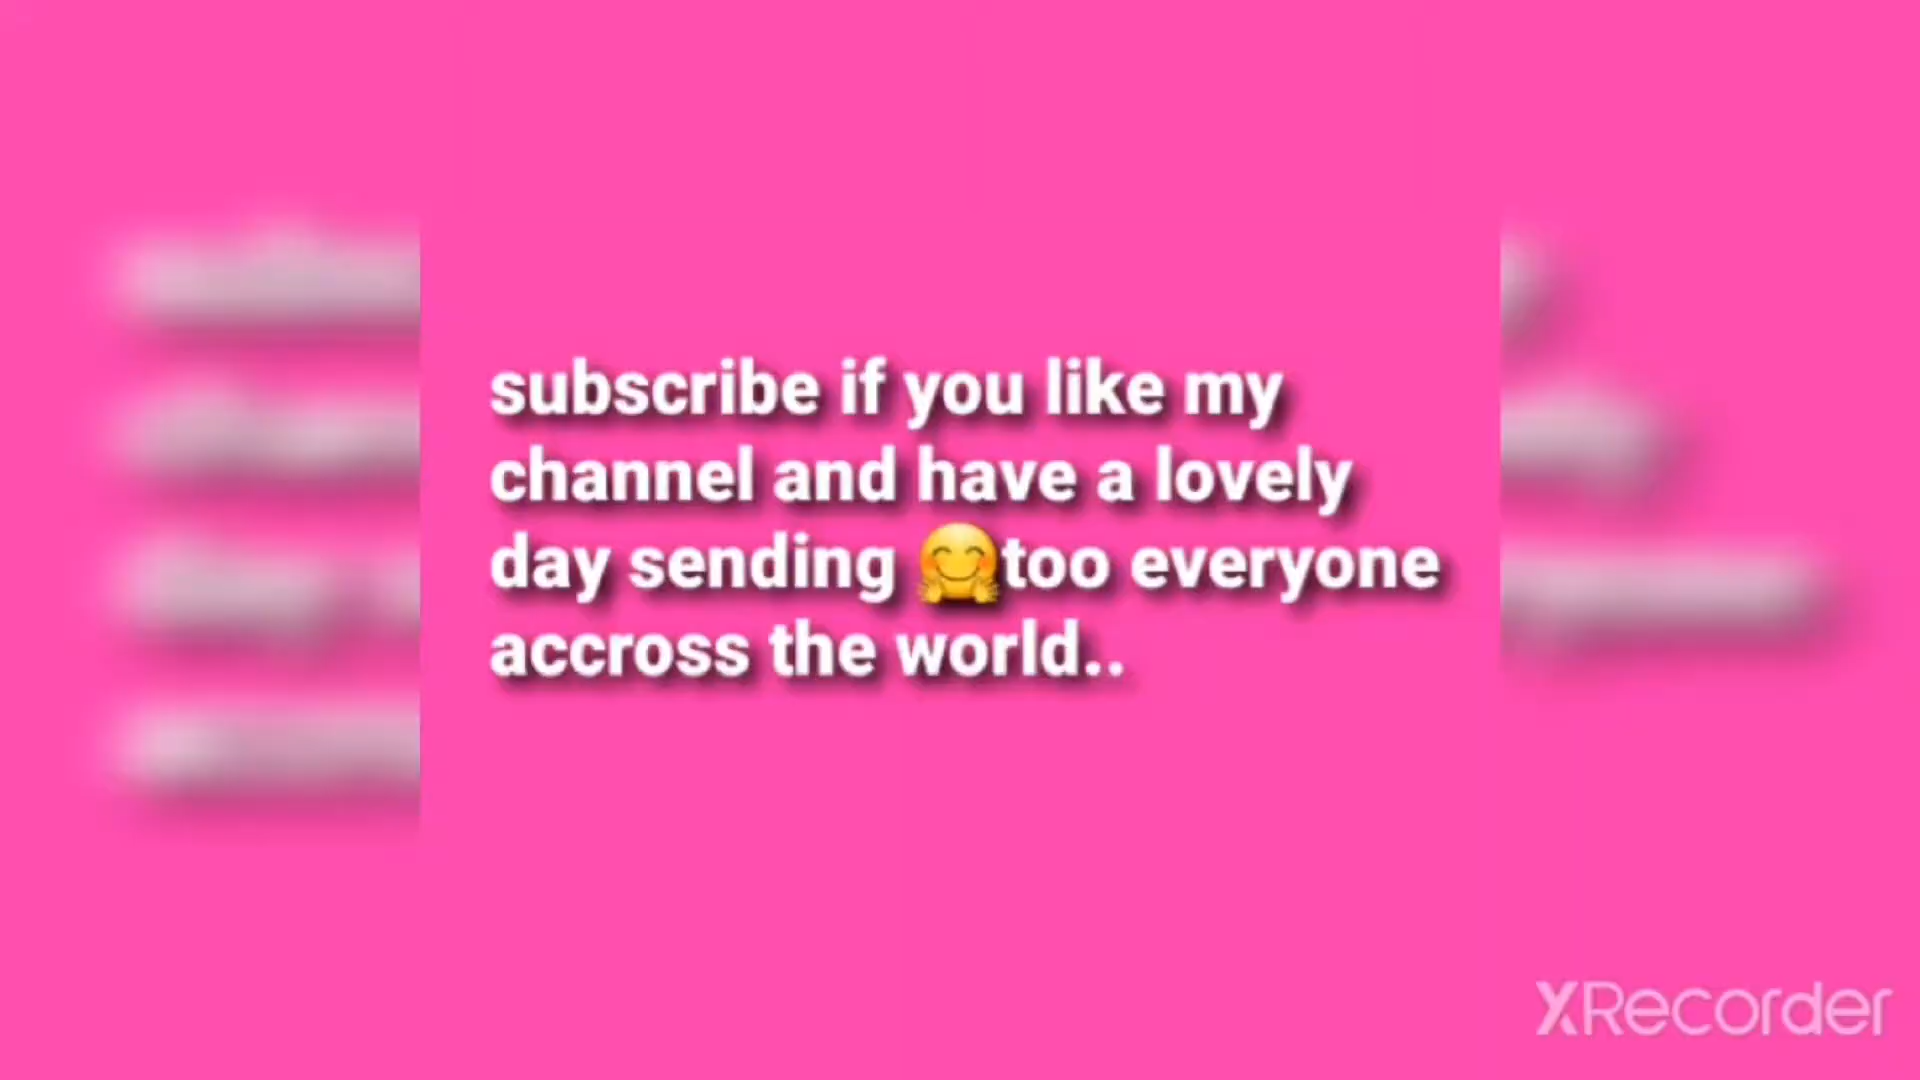 subscribe if you like my
channel and have a lovely
day sending 🤗too everyone
accross the world..
XRecorder